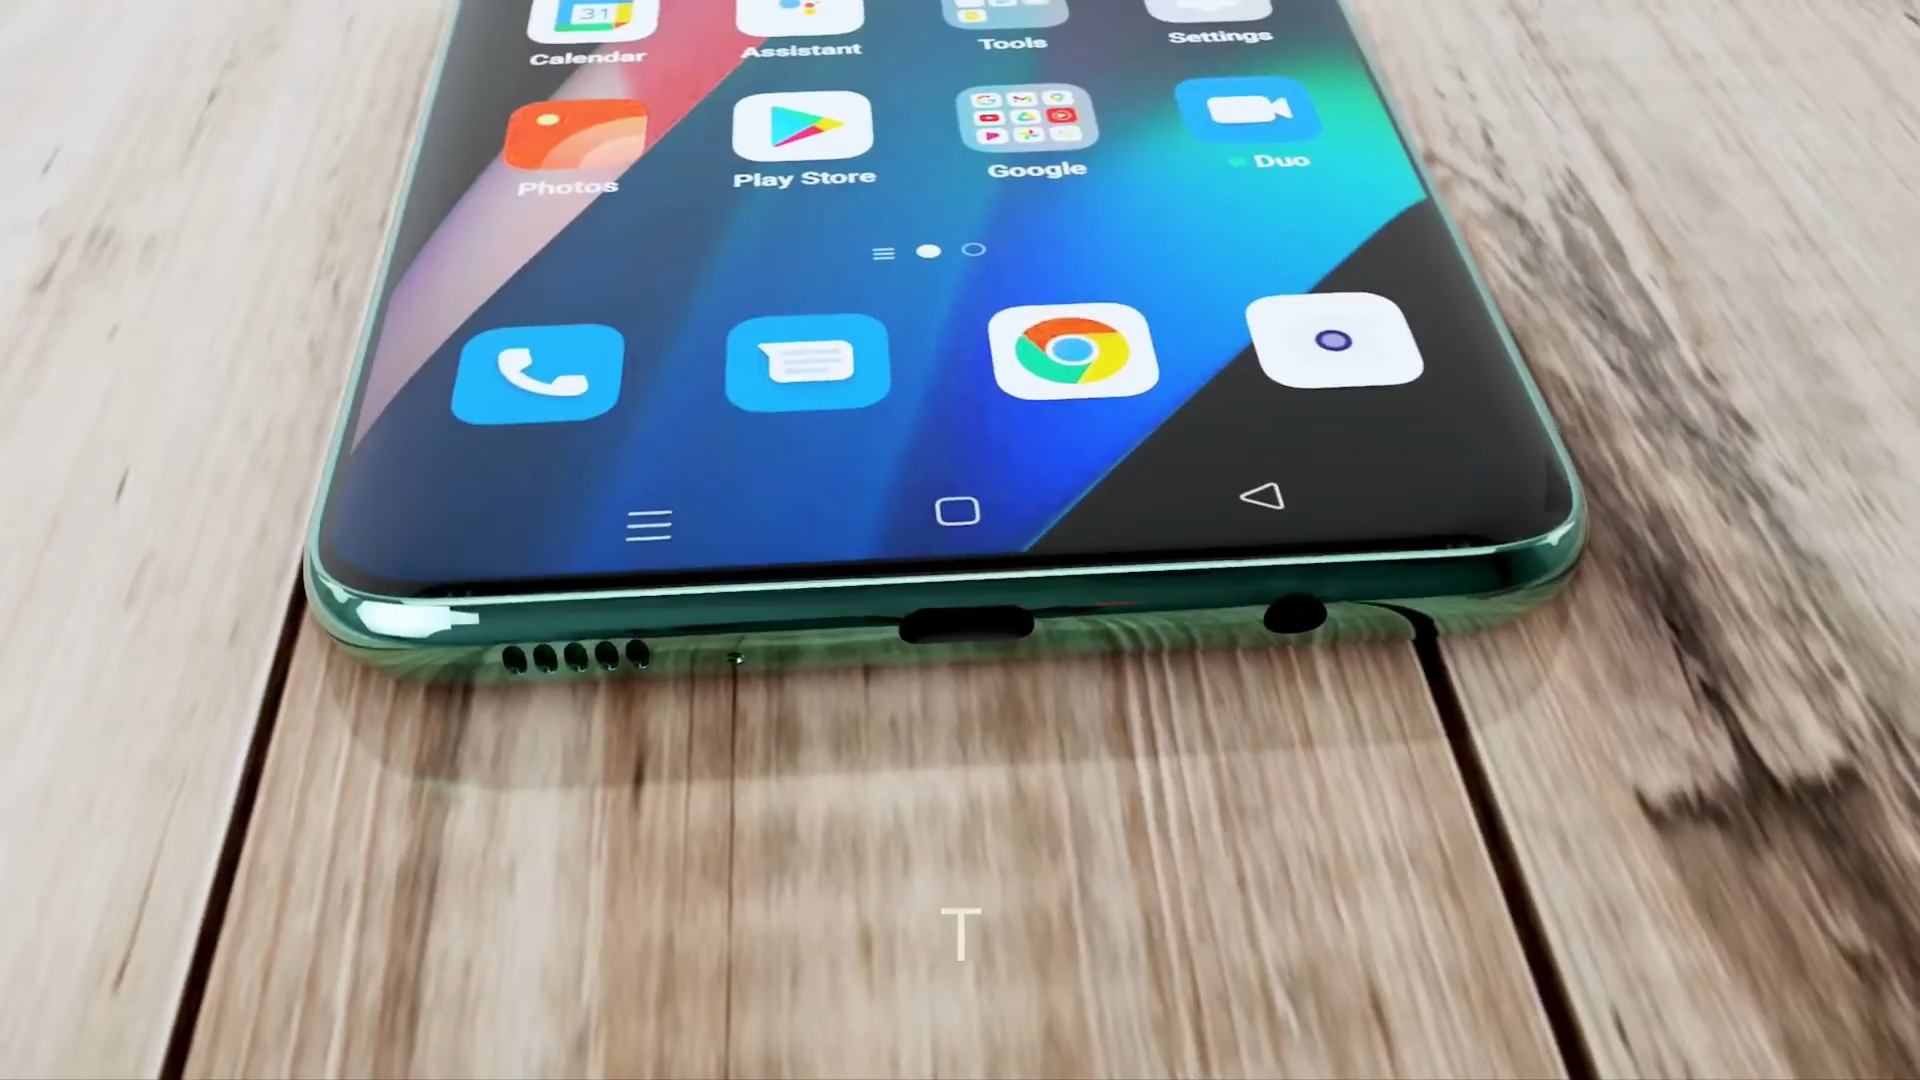 31
Calendar
Assistant
Tools
Settings
Photos
Play Store
Google
Duo
T